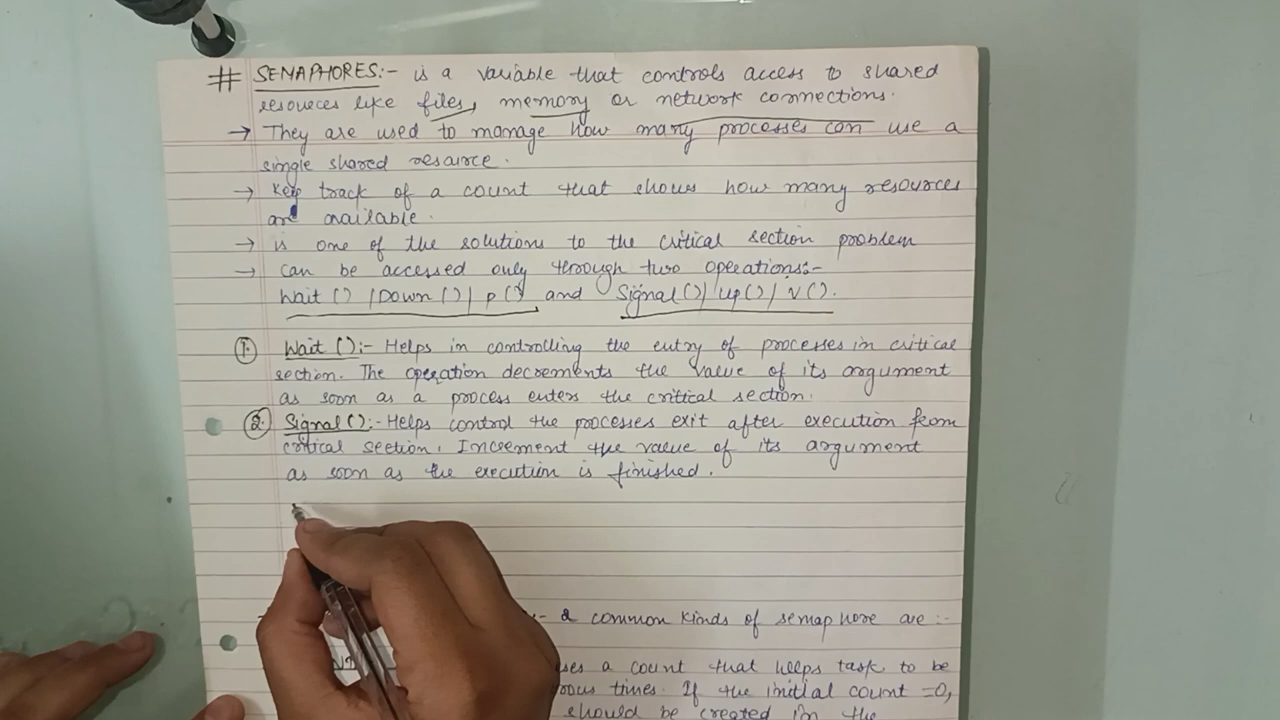 # SEMAPHORES:- is a variable that controls access to shared
resources like files, memory or network connections.
→ They are used to manage how many processes can use a
single shared resource.
→ Keep track of a count that shows how many resources
are available.
→ is one of the solutions to the critical section problem
→ can be accessed only through two operations:-
Wait () / Down () / P () and Signal () / Up () / V ().
1. Wait ():- Helps in controlling the entry of processes in critical
section. The operation decrements the value of its argument
as soon as a process enters the critical section.
2. Signal ():- Helps control the processes exit after execution from
critical section. Increment the value of its argument
as soon as the execution is finished.
:- 2 common kinds of semaphore are :-
a count that helps task to be
times. If the initial count =0,
should be created in the